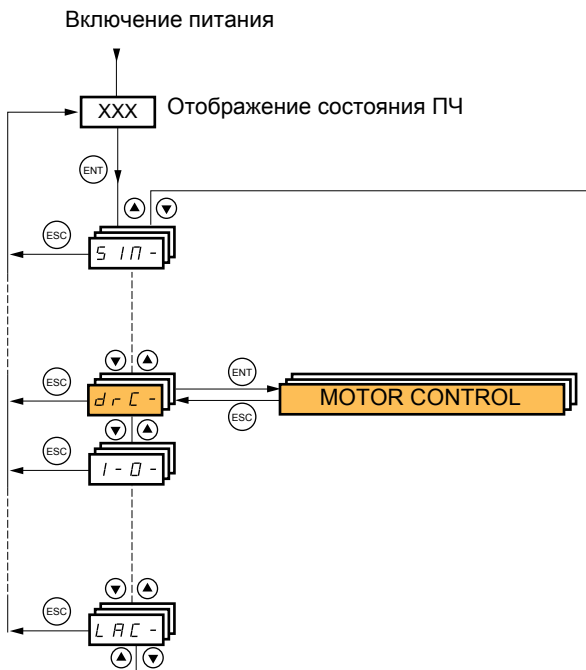 Включение питания
XXX Отображение состояния ПЧ
ENT
ESC
SIM-
ENT
ESC
drC- MOTOR CONTROL
ESC
ESC
I-O-
ESC
LAC-